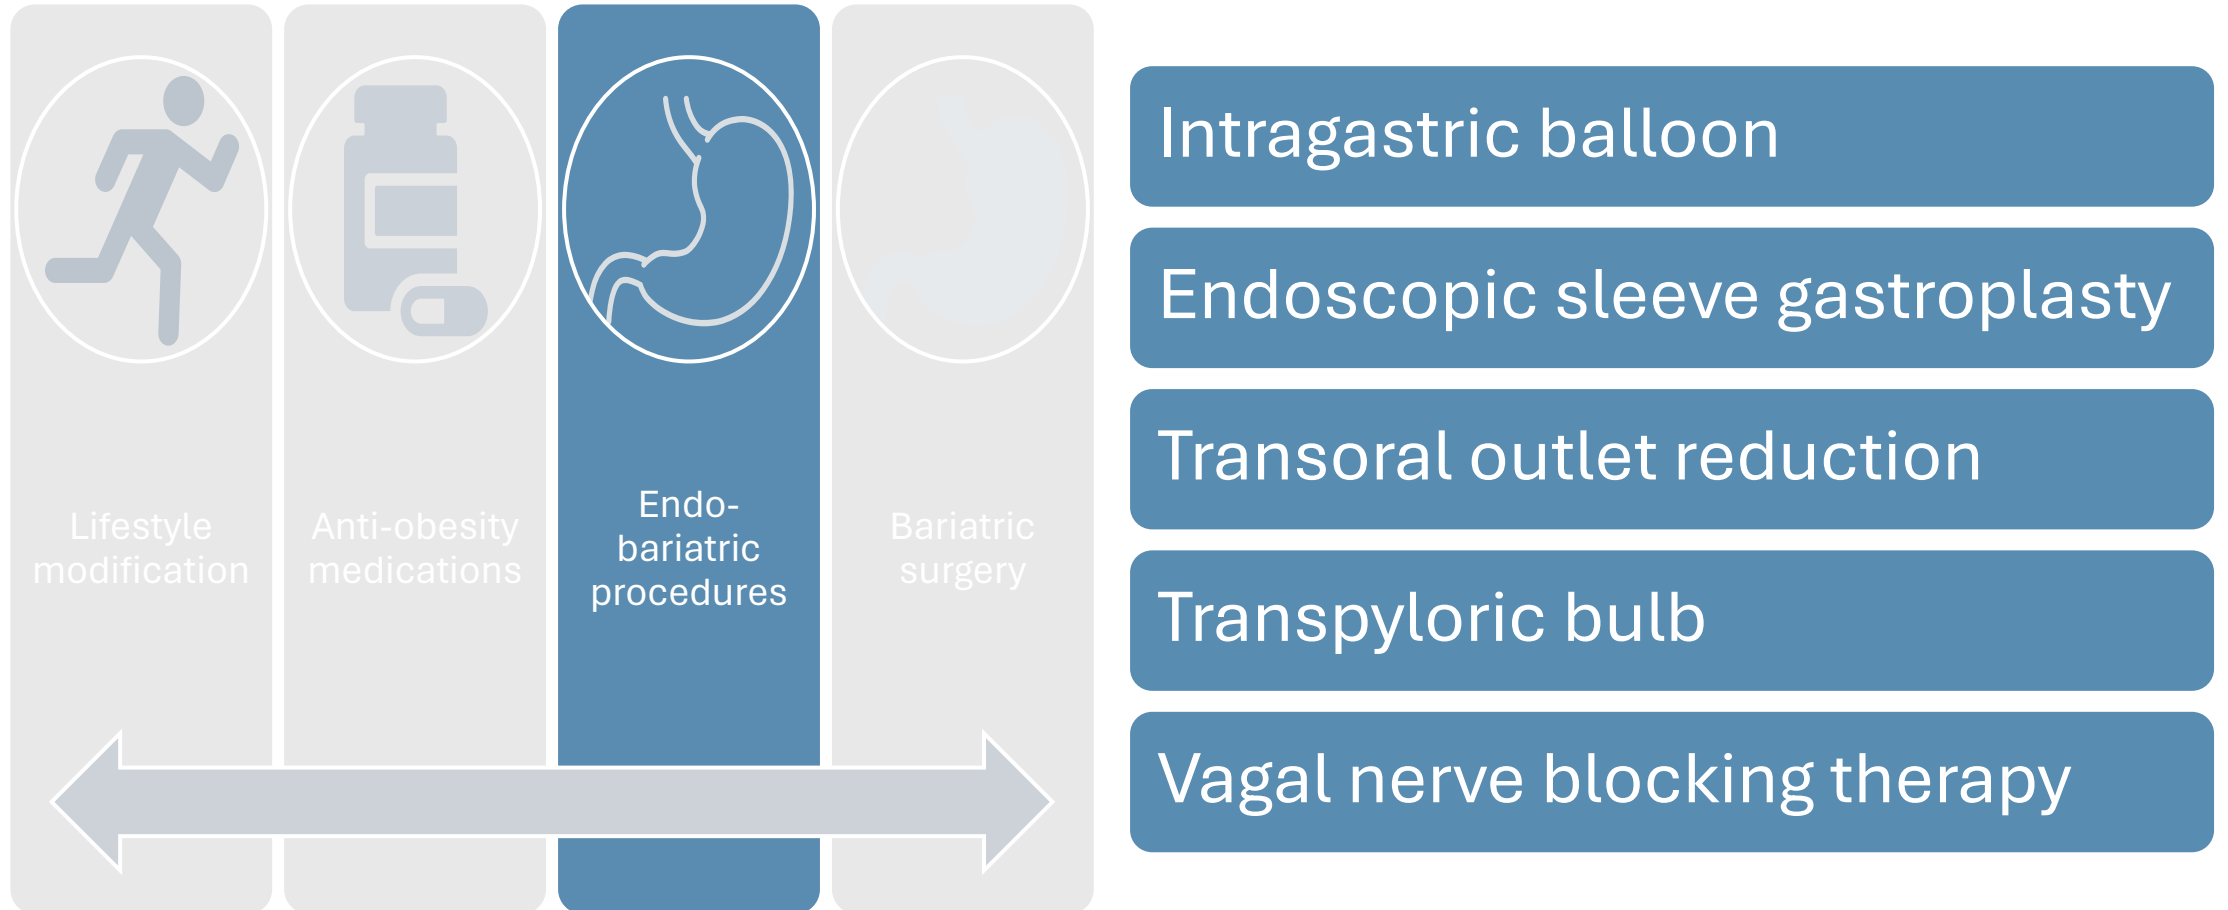 Lifestyle
modification
Anti-obesity
medications
Endo-
bariatric
procedures
Bariatric
surgery
Intragastric balloon
Endoscopic sleeve gastroplasty
Transoral outlet reduction
Transpyloric bulb
Vagal nerve blocking therapy